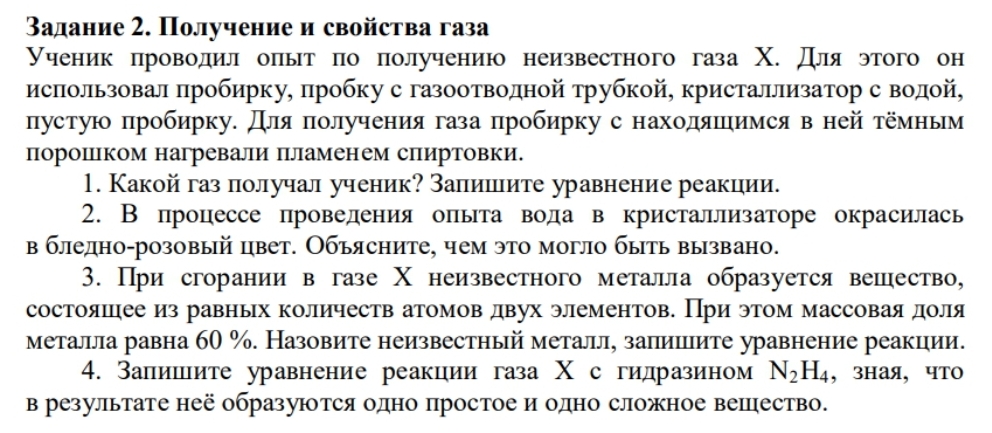 Задание 2. Получение и свойства газа
Ученик проводил опыт по получению неизвестного газа X. Для этого он
использовал пробирку, пробку с газоотводной трубкой, кристаллизатор с водой,
пустую пробирку. Для получения газа пробирку с находящимся в ней тёмным
порошком нагревали пламенем спиртовки.
1. Какой газ получал ученик? Запишите уравнение реакции.
2. В процессе проведения опыта вода в кристаллизаторе окрасилась
в бледно-розовый цвет. Объясните, чем это могло быть вызвано.
3. При сгорании в газе X неизвестного металла образуется вещество,
состоящее из равных количеств атомов двух элементов. При этом массовая доля
металла равна 60 %. Назовите неизвестный металл, запишите уравнение реакции.
4. Запишите уравнение реакции газа X с гидразином N₂H₄, зная, что
в результате неё образуются одно простое и одно сложное вещество.